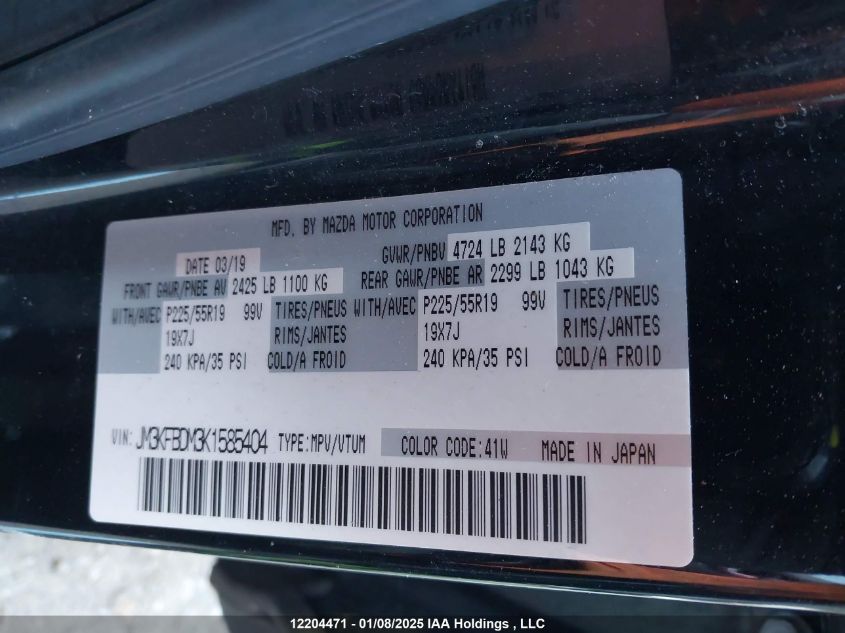 MFD. BY MAZDA MOTOR CORPORATION
DATE 03/19 GVWR/PNBV 4724 LB 2143 KG
FRONT GAWR/PNBE AV 2425 LB 1100 KG REAR GAWR/PNBE AR 2299 LB 1043 KG
WITH/AVEC P225/55R19 99V TIRES/PNEUS WITH/AVEC P225/55R19 99V TIRES/PNEUS
19X7J RIMS/JANTES 19X7J RIMS/JANTES
240 KPA/35 PSI COLD/A FROID 240 KPA/35 PSI COLD/A FROID
VIN: JM3KFBDM3K1585404 TYPE:MPV/VTUM COLOR CODE:41W MADE IN JAPAN
12204471 - 01/08/2025 IAA Holdings , LLC